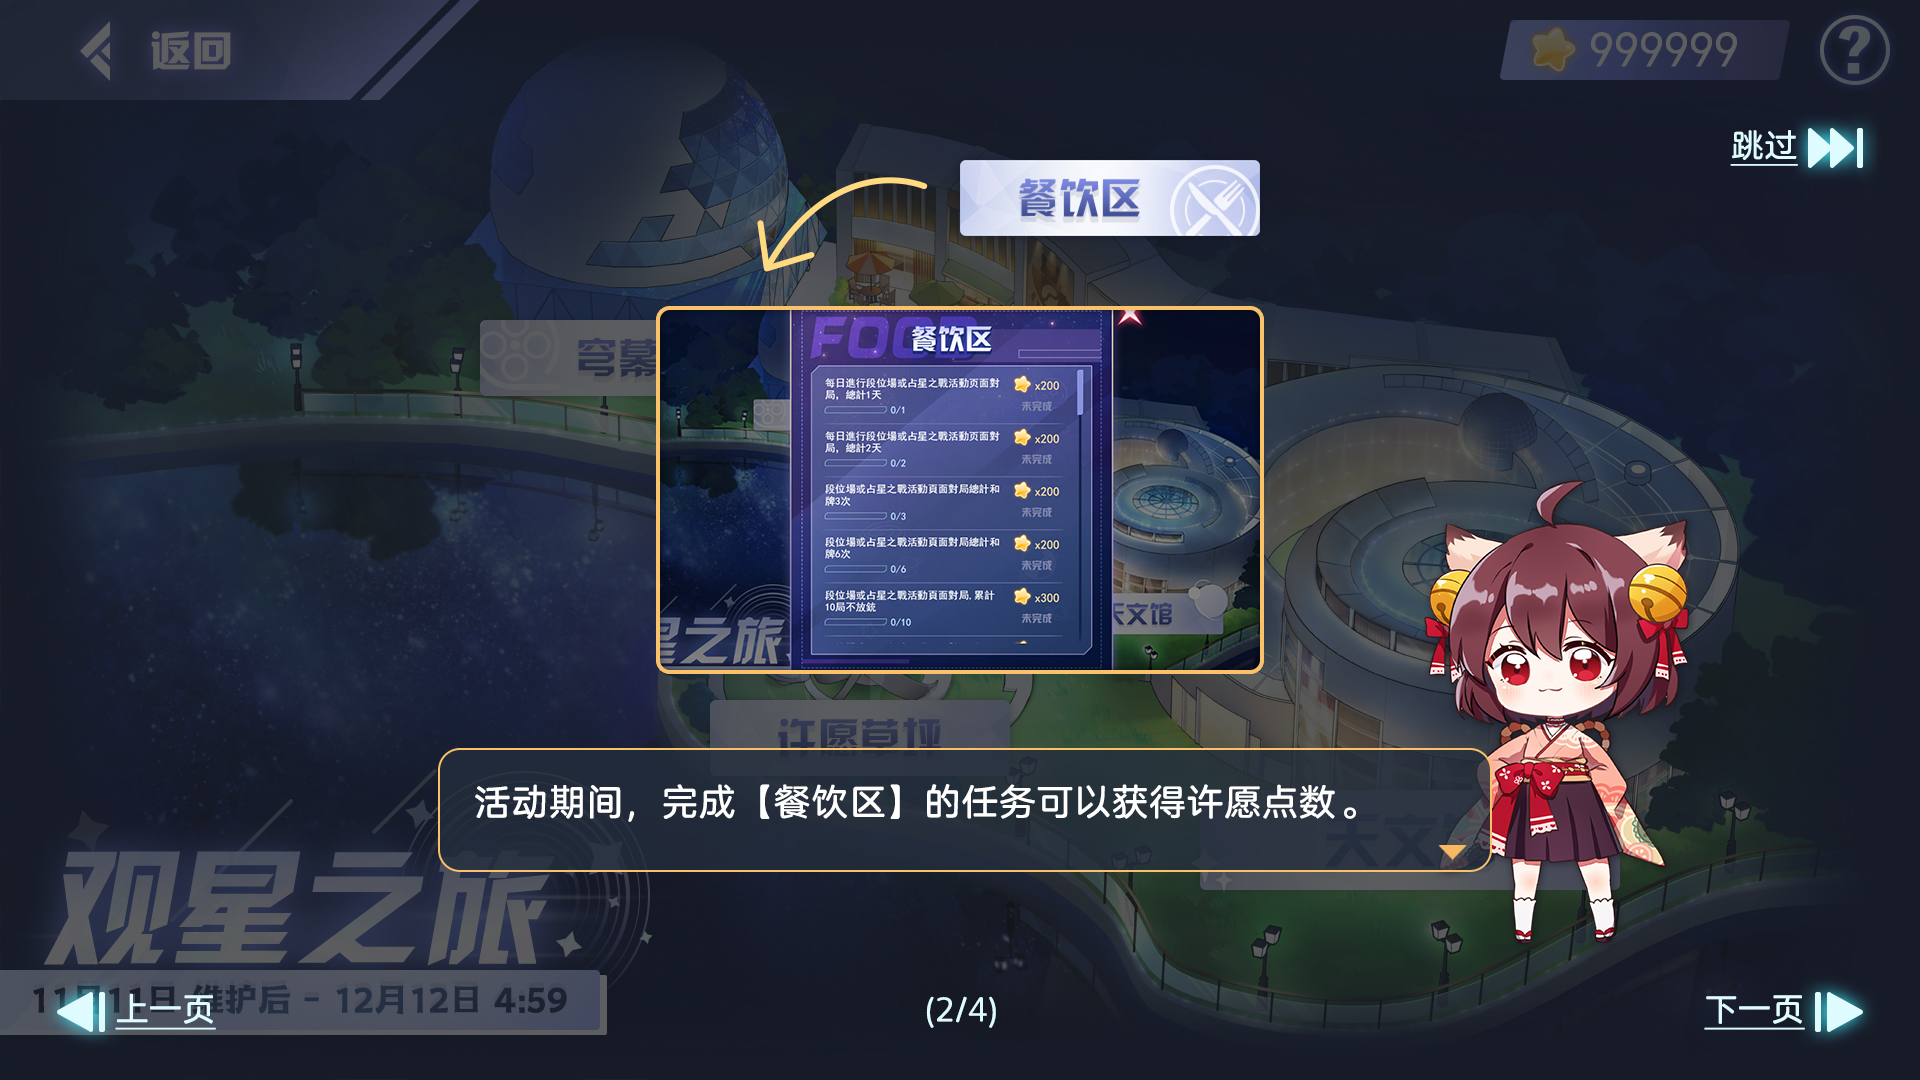 返回
999999
跳过
餐饮区
穹幕
餐饮区
每日進行段位場或占星之戰活動页面對
局，總計1天
0/1
x200
未完成
每日進行段位場或占星之戰活動页面對
局，總計2天
0/2
x200
未完成
段位場或占星之戰活動頁面對局總計和
牌3次
0/3
x200
未完成
段位場或占星之戰活動頁面對局總計和
牌6次
0/6
x200
未完成
段位場或占星之戰活動頁面對局,累計
10局不放銃
0/10
x300
未完成
星之旅
天文馆
许愿草坪
活动期间，完成【餐饮区】的任务可以获得许愿点数。
天文
观星之旅
11月11日 维护后 - 12月12日 4:59
上一页
(2/4)
下一页